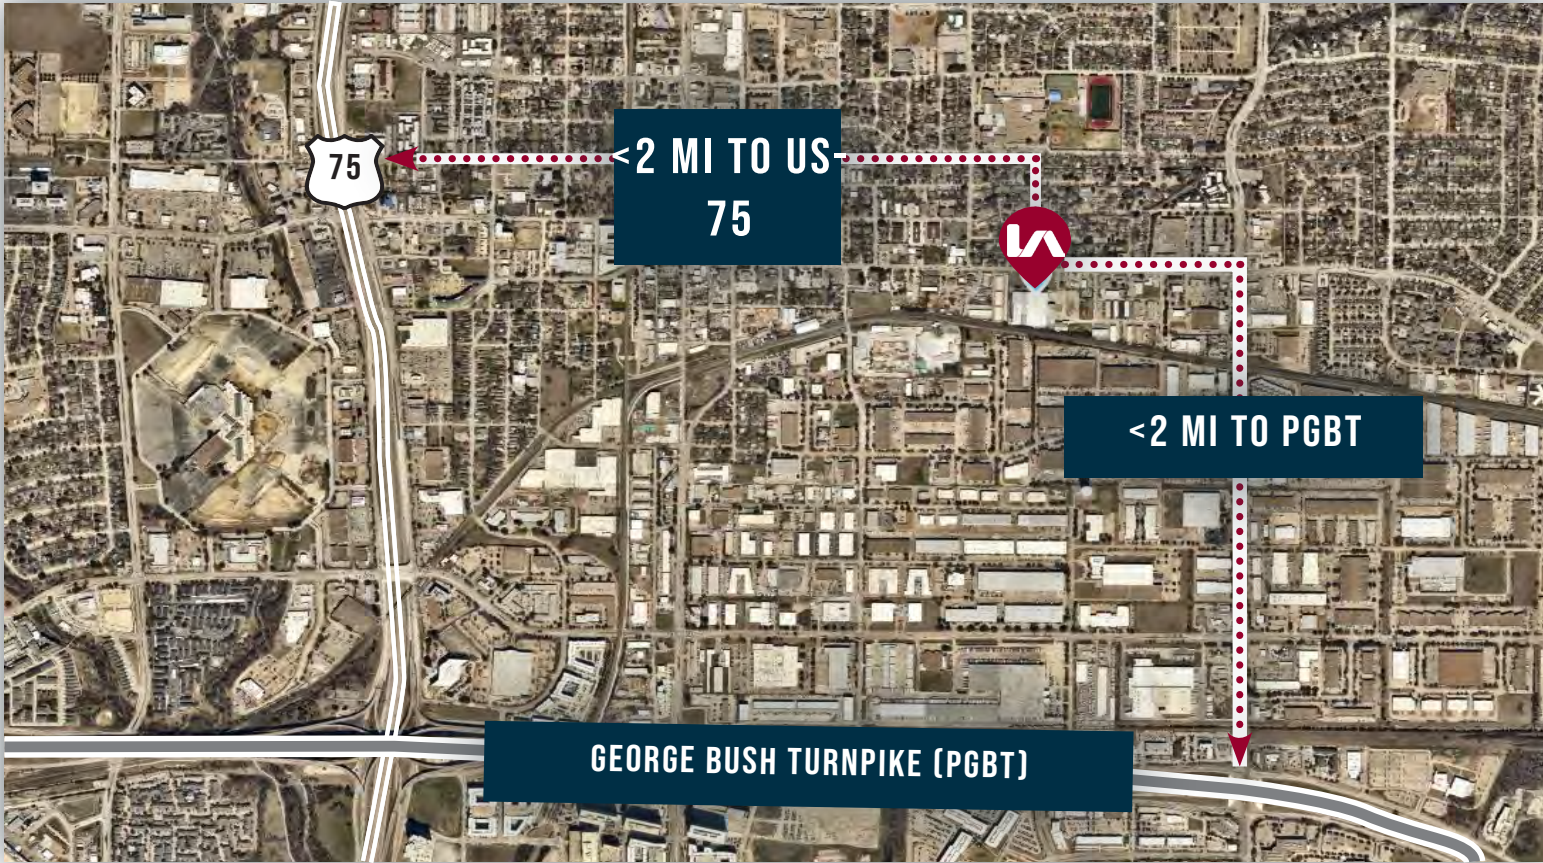 <2 MI TO US
75
75
<2 MI TO PGBT
GEORGE BUSH TURNPIKE (PGBT)